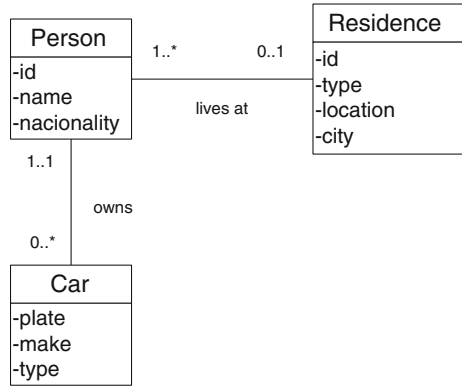 Person
-id
-name
-nacionality
1..*
0..1
lives at
Residence
-id
-type
-location
-city
1..1
owns
0..*
Car
-plate
-make
-type